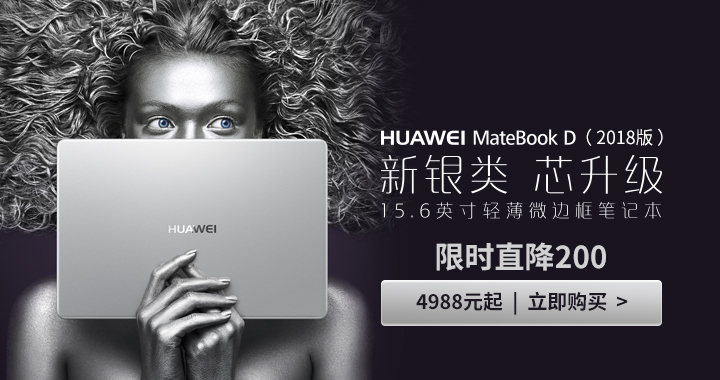 HUAWEI MateBook D（2018版）
新银类 芯升级
15.6英寸轻薄微边框笔记本
HUAWEI
限时直降200
4988元起 | 立即购买 >